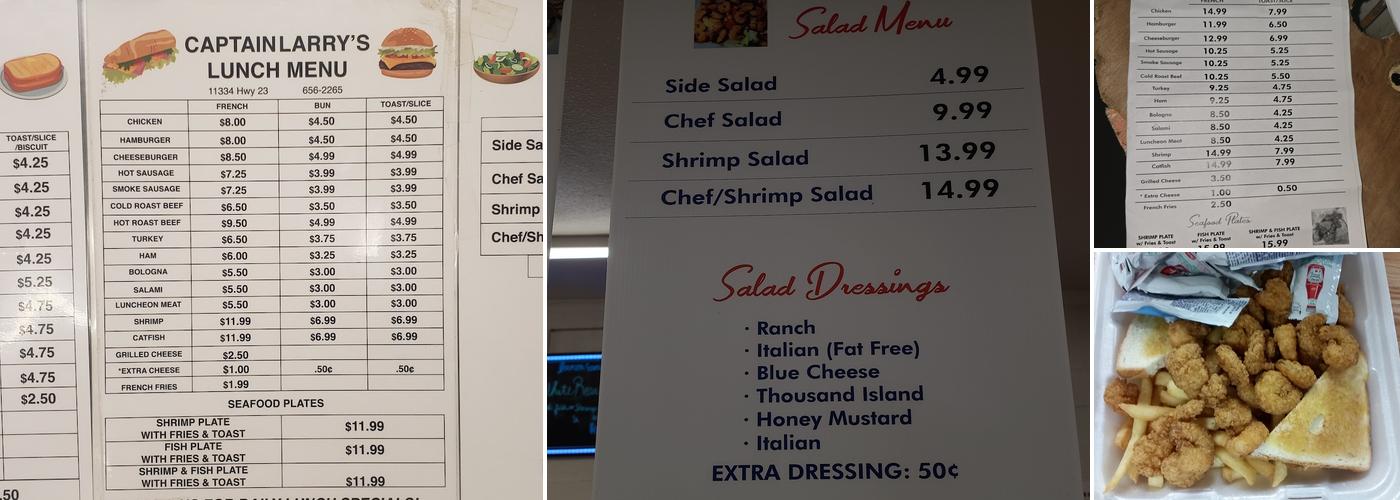 TOAST/SLICE
/BISCUIT
$4.25
$4.25
$4.25
$4.25
$4.25
$5.25
$4.75
$4.75
$4.75
$4.75
$2.50
.50
CAPTAIN LARRY'S
LUNCH MENU
11334 Hwy 23 656-2265
FRENCH BUN TOAST/SLICE
CHICKEN $8.00 $4.50 $4.50
HAMBURGER $8.00 $4.50 $4.50
CHEESEBURGER $8.50 $4.99 $4.99
HOT SAUSAGE $7.25 $3.99 $3.99
SMOKE SAUSAGE $7.25 $3.99 $3.99
COLD ROAST BEEF $6.50 $3.50 $3.50
HOT ROAST BEEF $9.50 $4.99 $4.99
TURKEY $6.50 $3.75 $3.75
HAM $6.00 $3.25 $3.25
BOLOGNA $5.50 $3.00 $3.00
SALAMI $5.50 $3.00 $3.00
LUNCHEON MEAT $5.50 $3.00 $3.00
SHRIMP $11.99 $6.99 $6.99
CATFISH $11.99 $6.99 $6.99
GRILLED CHEESE $2.50
*EXTRA CHEESE $1.00 .50¢ .50¢
FRENCH FRIES $1.99
SEAFOOD PLATES
SHRIMP PLATE
WITH FRIES & TOAST $11.99
FISH PLATE
WITH FRIES & TOAST $11.99
SHRIMP & FISH PLATE
WITH FRIES & TOAST $11.99
Side Sa
Chef Sa
Shrimp
Chef/Sh
Salad Menu
Side Salad 4.99
Chef Salad 9.99
Shrimp Salad 13.99
Chef/Shrimp Salad 14.99
Salad Dressings
· Ranch
· Italian (Fat Free)
· Blue Cheese
· Thousand Island
· Honey Mustard
· Italian
EXTRA DRESSING: 50¢
FRENCH TOAST/SLICE
Chicken 14.99 7.99
Hamburger 11.99 6.50
Cheeseburger 12.99 6.99
Hot Sausage 10.25 5.25
Smoke Sausage 10.25 5.25
Cold Roast Beef 10.25 5.50
Turkey 9.25 4.75
Ham 9.25 4.75
Bologna 8.50 4.25
Salami 8.50 4.25
Luncheon Meat 8.50 4.25
Shrimp 14.99 7.99
Catfish 14.99 7.99
Grilled Cheese 3.50
* Extra Cheese 1.00 0.50
French Fries 2.50
Seafood Plates
SHRIMP PLATE
w/ Fries & Toast
FISH PLATE
w/ Fries & Toast
15.99
SHRIMP & FISH PLATE
w/ Fries & Toast
15.99